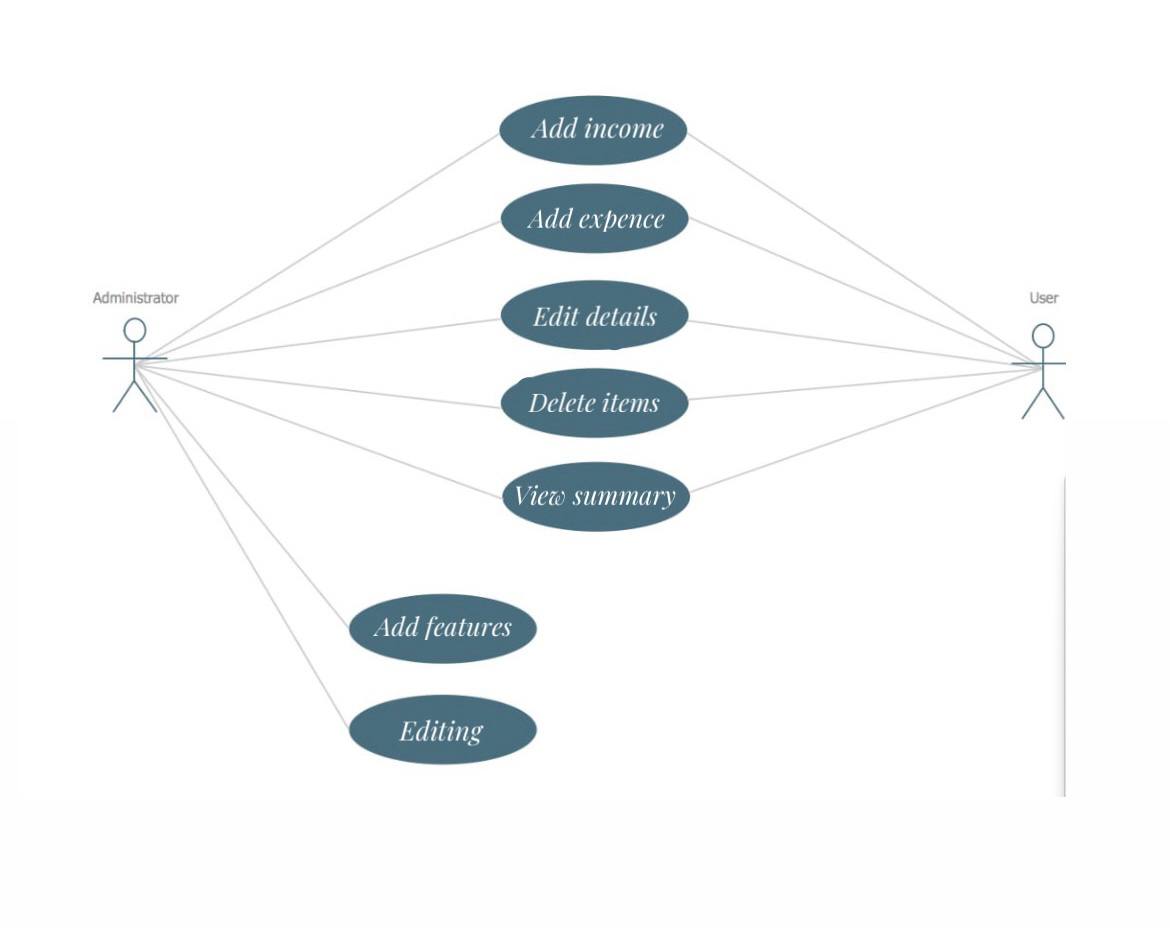 Add income
Add expence
Administrator
User
Edit details
Delete items
View summary
Add features
Editing